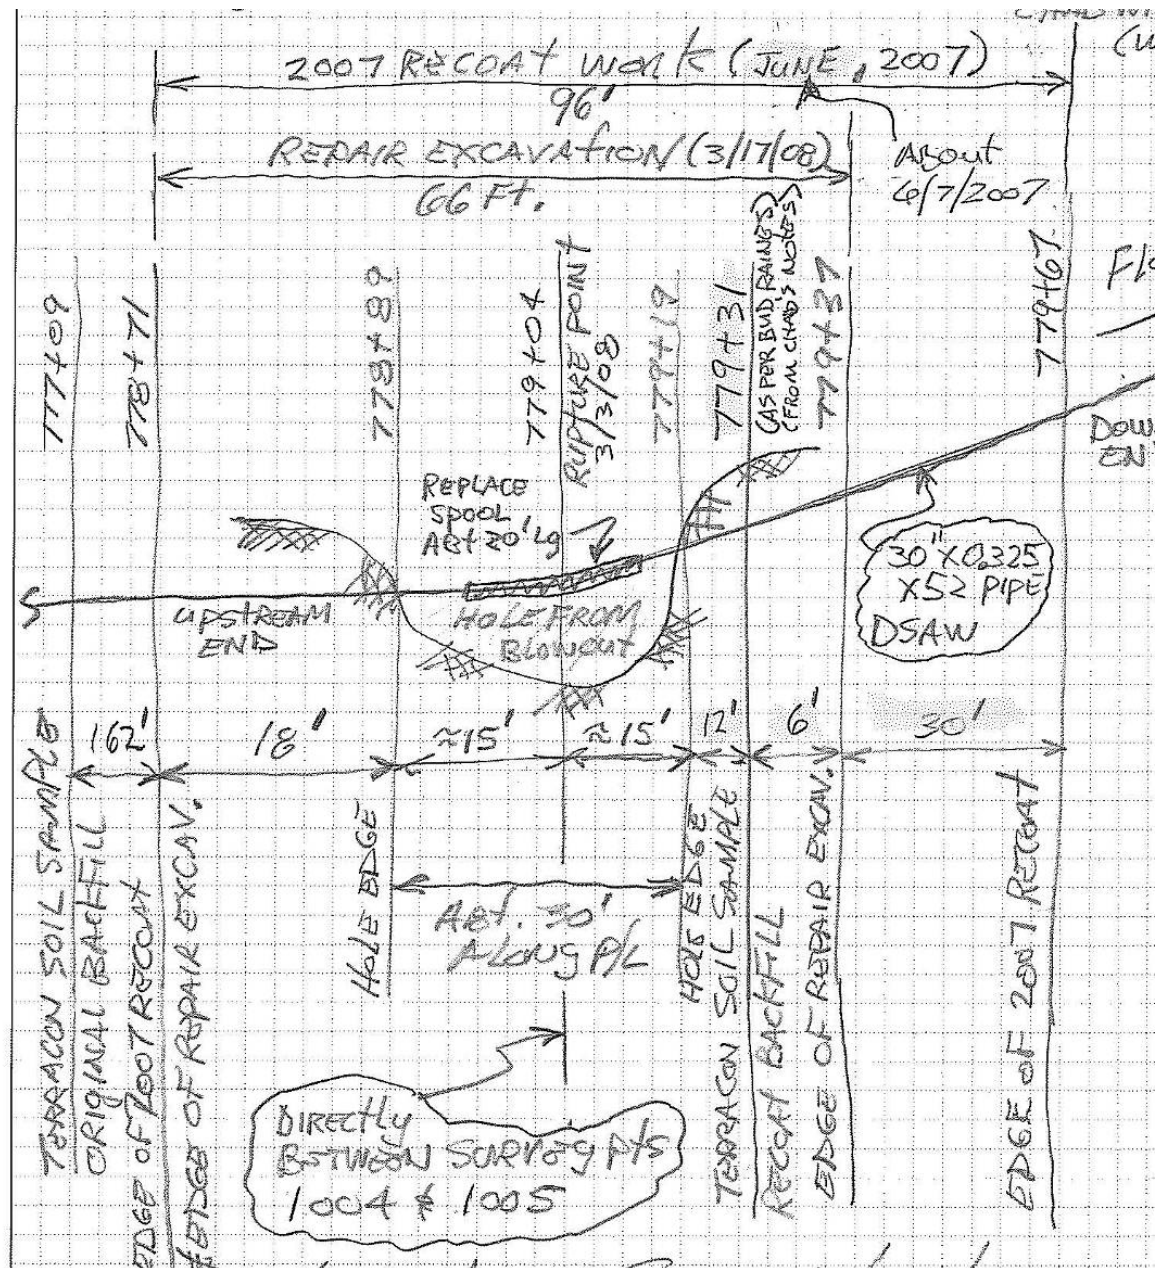 2007 RECOAT WORK (JUNE, 2007)
96'
REPAIR EXCAVATION (3/17/08)
66 FT.
ABOUT
6/7/2007
777+09
778+71
778+89
779+04
RUPTURE POINT
3/3/08
779+19
779+31
(AS PER BUD RAINES)
(FROM CHAD'S NOTES)
779+37
779+67
REPLACE
SPOOL
ABT 20' LG
UPSTREAM
END
HOLE FROM
BLOWOUT
30" X 0.325
X 52 PIPE
DSAW
162'
18'
≈15'
≈15'
12'
6'
30'
TERRACON SOIL SAMPLE
ORIGINAL BACKFILL
EDGE OF 2007 RECOAT
& EDGE OF REPAIR EXCAV.
HOLE EDGE
ABT. 30'
ALONG P/L
HOLE EDGE
TERRACON SOIL SAMPLE
RECOAT BACKFILL
EDGE OF REPAIR EXCAV.
EDGE OF 2007 RECOAT
DIRECTLY
BETWEEN SURVEY PTS
1004 & 1005